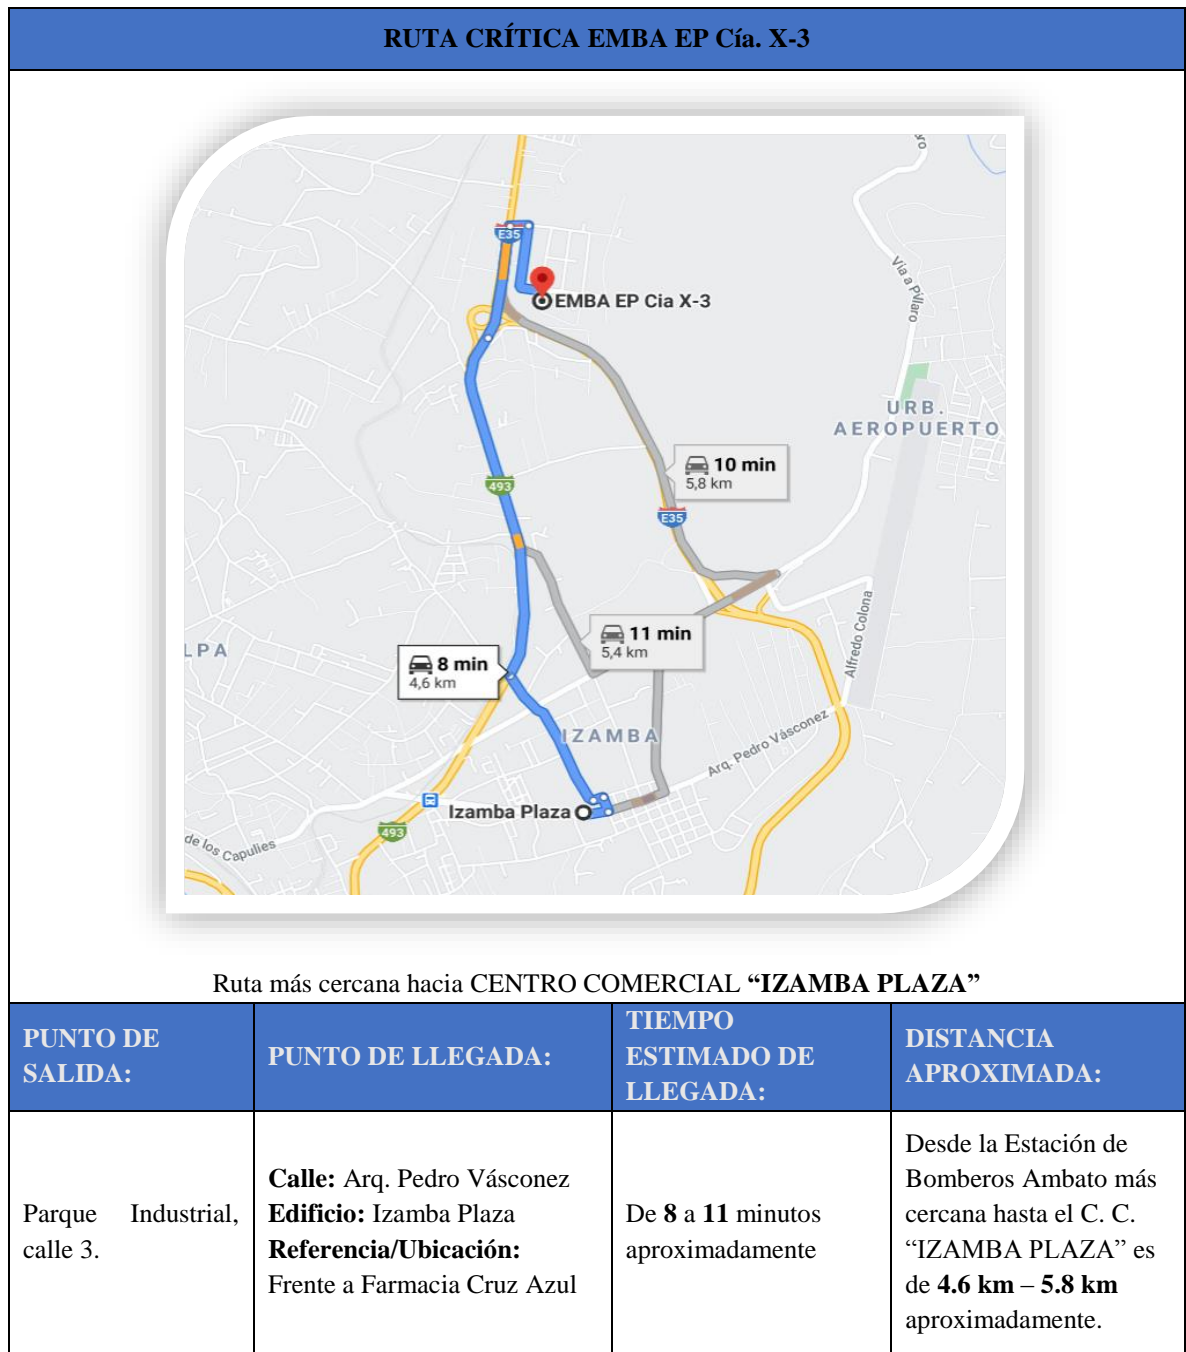 RUTA CRÍTICA EMBA EP Cía. X-3
E35
EMBA EP Cia X-3
Vía a Píllaro
URB.
AEROPUERTO
10 min
5,8 km
493
E35
Alfredo Colona
11 min
5,4 km
LPA
8 min
4,6 km
IZAMBA
Arq. Pedro Vásconez
Izamba Plaza
493
de los Capulíes
Ruta más cercana hacia CENTRO COMERCIAL “IZAMBA PLAZA”
PUNTO DE
SALIDA:
PUNTO DE LLEGADA:
TIEMPO
ESTIMADO DE
LLEGADA:
DISTANCIA
APROXIMADA:
Parque Industrial,
calle 3.
Calle: Arq. Pedro Vásconez
Edificio: Izamba Plaza
Referencia/Ubicación:
Frente a Farmacia Cruz Azul
De 8 a 11 minutos
aproximadamente
Desde la Estación de
Bomberos Ambato más
cercana hasta el C. C.
“IZAMBA PLAZA” es
de 4.6 km – 5.8 km
aproximadamente.